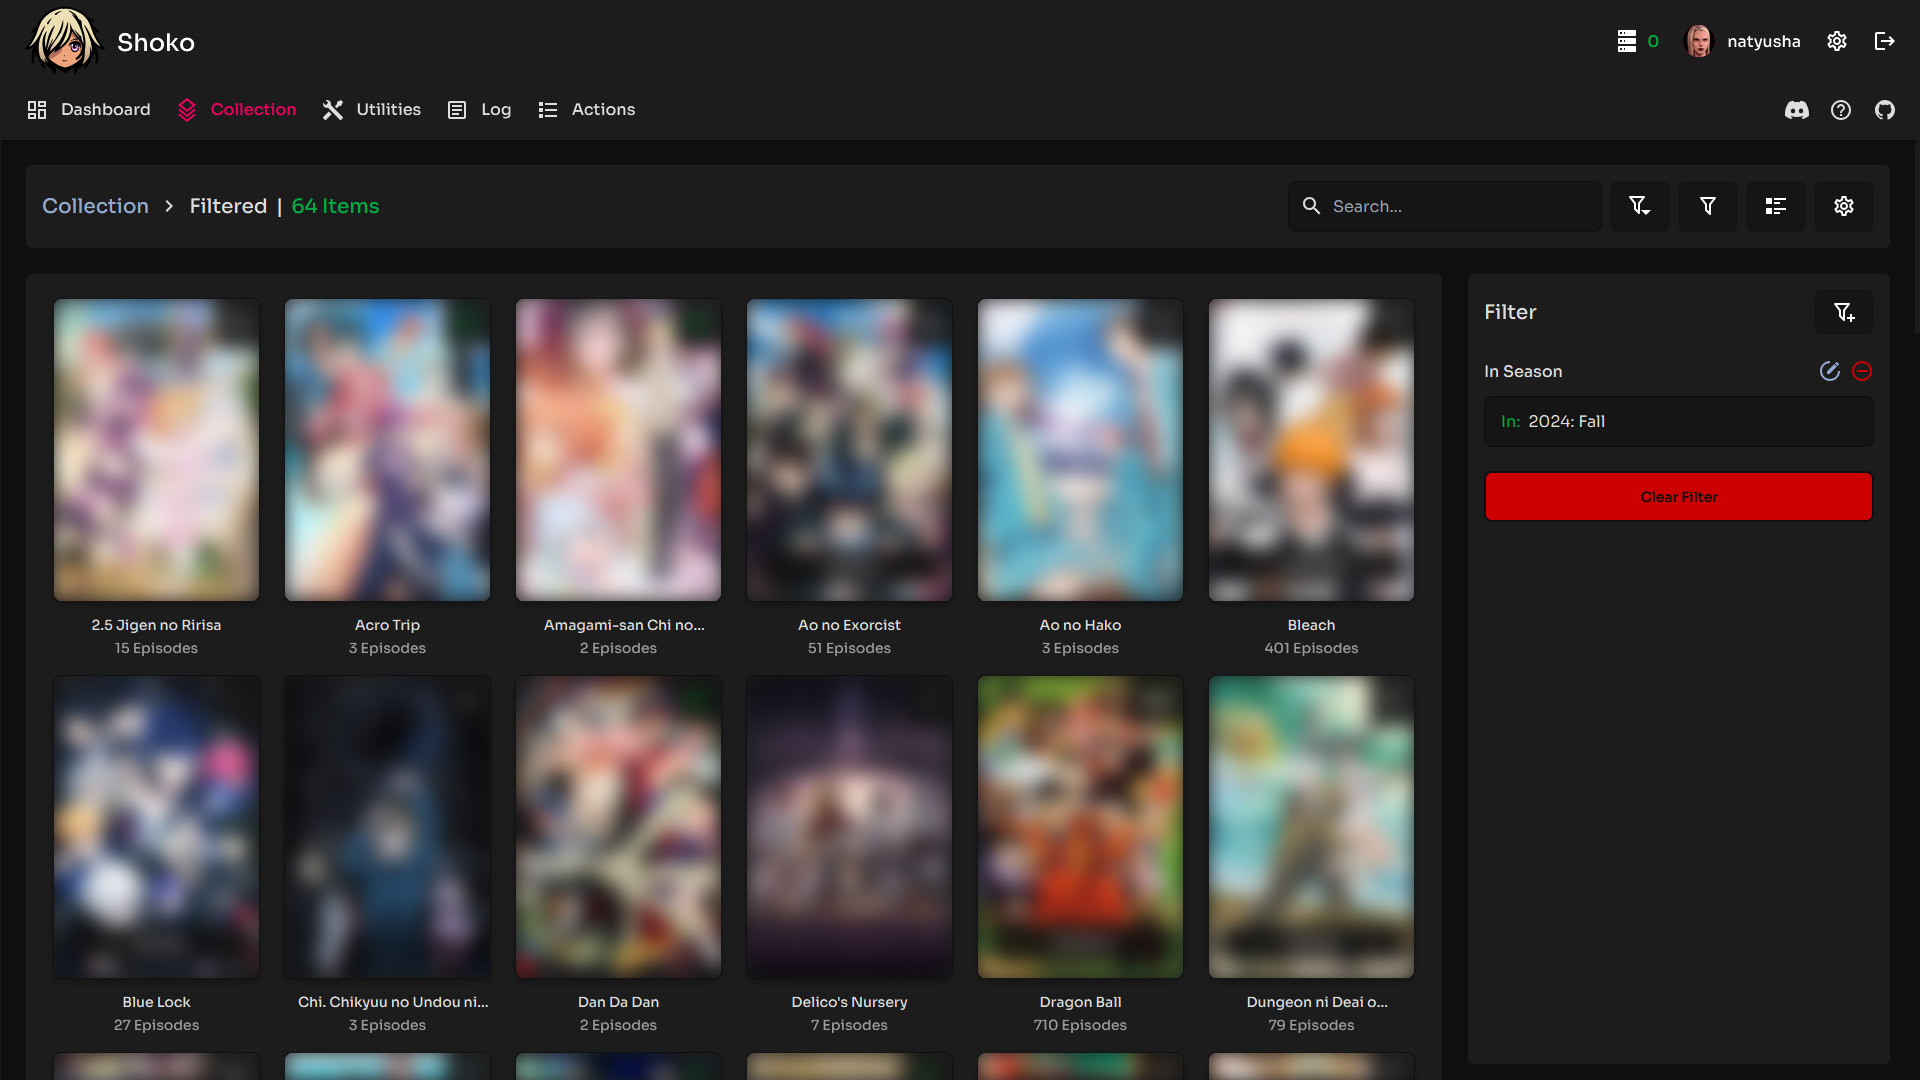 Shoko
0
natyusha
Dashboard
Collection
Utilities
Log
Actions
Collection > Filtered | 64 Items
Search...
Filter
In Season
In: 2024: Fall
Clear Filter
2.5 Jigen no Ririsa
15 Episodes
Acro Trip
3 Episodes
Amagami-san Chi no...
2 Episodes
Ao no Exorcist
51 Episodes
Ao no Hako
3 Episodes
Bleach
401 Episodes
Blue Lock
27 Episodes
Chi. Chikyuu no Undou ni...
3 Episodes
Dan Da Dan
2 Episodes
Delico's Nursery
7 Episodes
Dragon Ball
710 Episodes
Dungeon ni Deai o...
79 Episodes